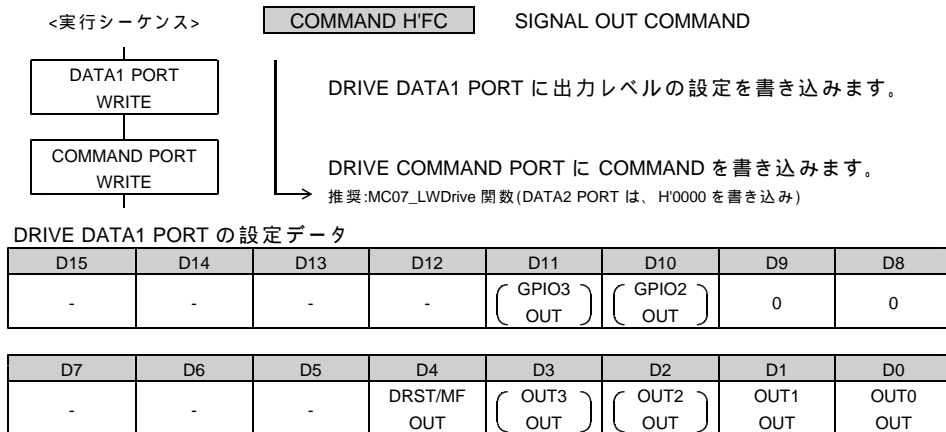 <実行シーケンス> COMMAND H'FC SIGNAL OUT COMMAND
DATA1 PORT
WRITE
DRIVE DATA1 PORT に出力レベルの設定を書き込みます。
COMMAND PORT
WRITE
DRIVE COMMAND PORT に COMMAND を書き込みます。
推奨:MC07_LWDrive 関数(DATA2 PORT は、H'0000 を書き込み)
DRIVE DATA1 PORT の設定データ
D15 D14 D13 D12 D11 D10 D9 D8
- - - - GPIO3 OUT GPIO2 OUT 0 0
D7 D6 D5 D4 D3 D2 D1 D0
- - - DRST/MF OUT OUT3 OUT OUT2 OUT OUT1 OUT OUT0 OUT